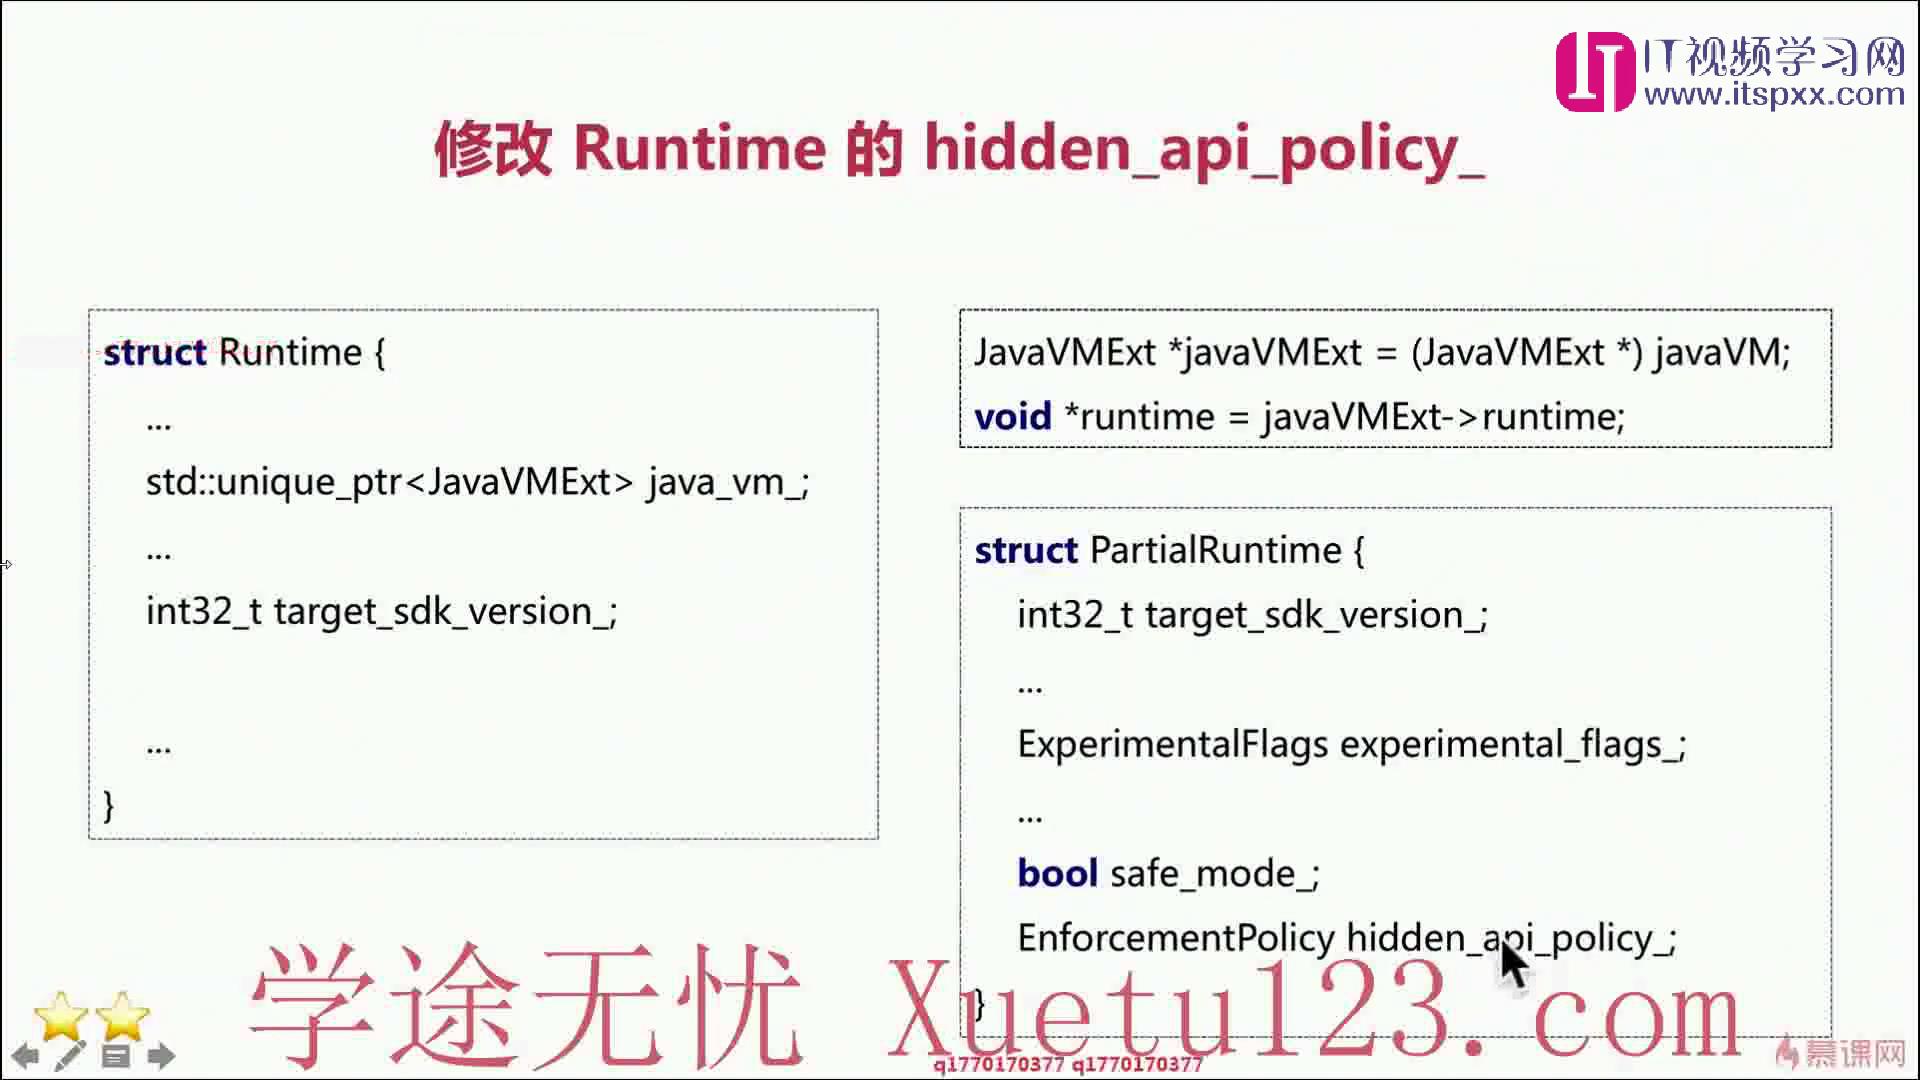 IT视频学习网
www.itspxx.com
修改 Runtime 的 hidden_api_policy_
struct Runtime {
...
std::unique_ptr<JavaVMExt> java_vm_;
...
int32_t target_sdk_version_;
...
}
JavaVMExt *javaVMExt = (JavaVMExt *) javaVM;
void *runtime = javaVMExt->runtime;
struct PartialRuntime {
int32_t target_sdk_version_;
...
ExperimentalFlags experimental_flags_;
...
bool safe_mode_;
EnforcementPolicy hidden_api_policy_;
}
学途无忧 Xuetu123.com
q1770170377 q1770170377
慕课网